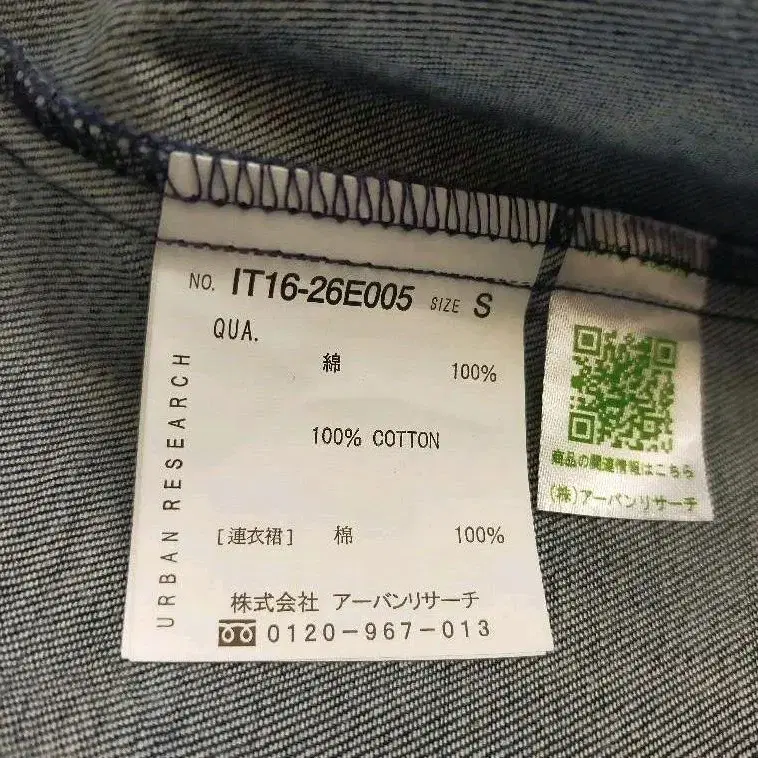 NO. IT16-26E005 SIZE S
QUA.
綿 100%
100% COTTON
[連衣裙] 棉 100%
株式会社 アーバンリサーチ
0120-967-013
URBAN RESEARCH
商品の関連情報はこちら
(株)アーバンリサーチ